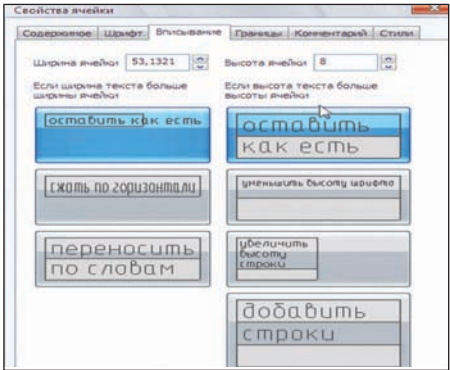 Свойства ячейки
Содержимое Шрифт Вписывание Границы Комментарий Стили
Ширина ячейки 53,1321 Высота ячейки 8
Если ширина текста больше
ширины ячейки
Если высота текста больше
высоты ячейки
оставить как есть
оставить
как есть
сжать по горизонтали
уменьшить высоту шрифта
переносить
по словам
увеличить
высоту
строки
добавить
строки